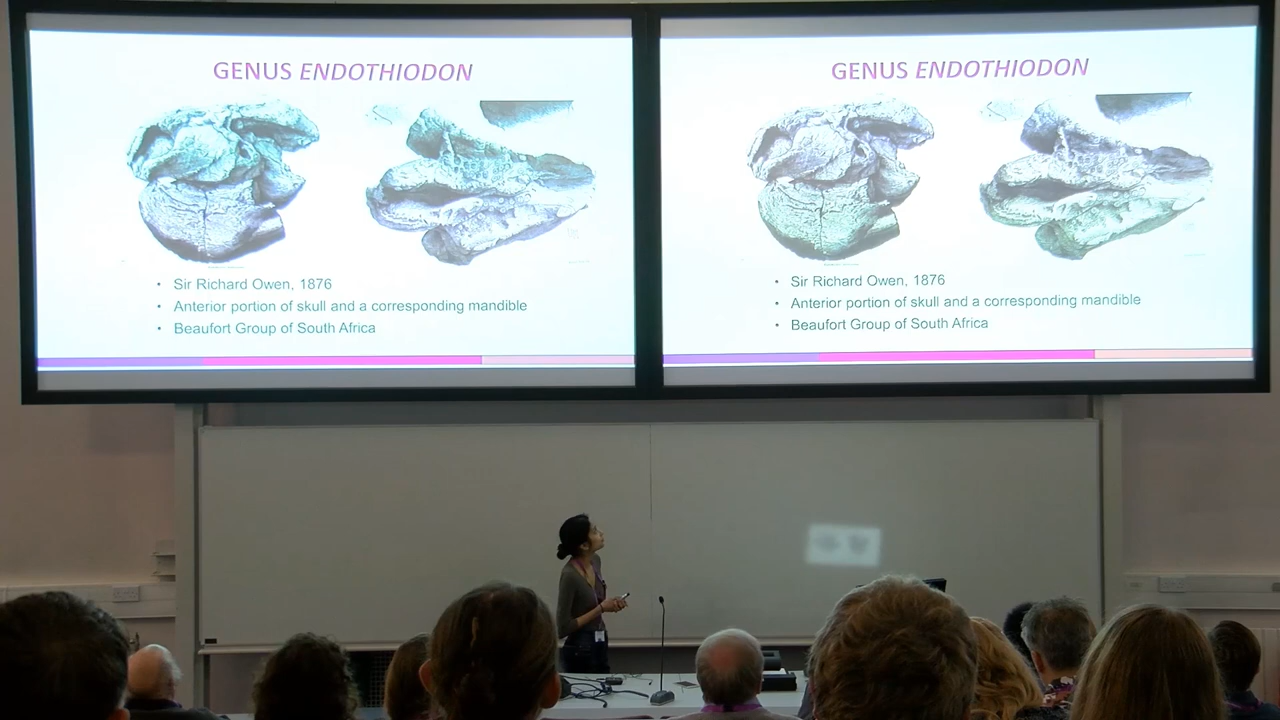 GENUS ENDOTHIODON
• Sir Richard Owen, 1876
• Anterior portion of skull and a corresponding mandible
• Beaufort Group of South Africa
GENUS ENDOTHIODON
• Sir Richard Owen, 1876
• Anterior portion of skull and a corresponding mandible
• Beaufort Group of South Africa